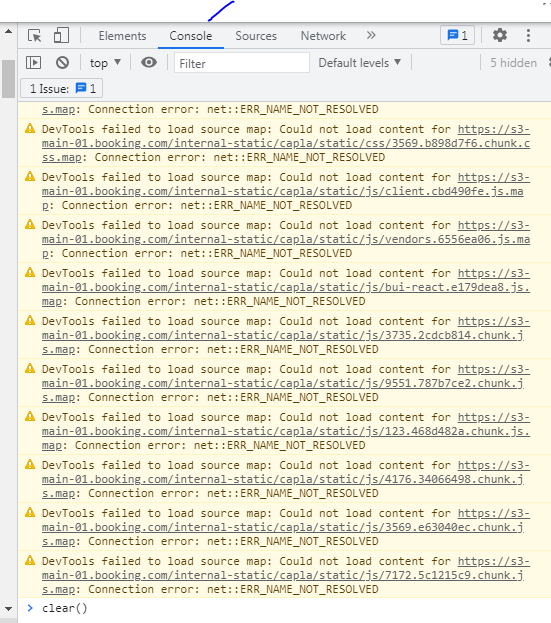 Elements Console Sources Network 1
top Filter Default levels 5 hidden
1 Issue: 1
s.map: Connection error: net::ERR_NAME_NOT_RESOLVED
DevTools failed to load source map: Could not load content for https://s3-
main-01.booking.com/internal-static/capla/static/css/3569.b898d7f6.chunk.c
ss.map: Connection error: net::ERR_NAME_NOT_RESOLVED
DevTools failed to load source map: Could not load content for https://s3-
main-01.booking.com/internal-static/capla/static/js/client.cbd490fe.js.ma
p: Connection error: net::ERR_NAME_NOT_RESOLVED
DevTools failed to load source map: Could not load content for https://s3-
main-01.booking.com/internal-static/capla/static/js/vendors.6556ea06.js.ma
p: Connection error: net::ERR_NAME_NOT_RESOLVED
DevTools failed to load source map: Could not load content for https://s3-
main-01.booking.com/internal-static/capla/static/js/bui-react.e179dea8.js.
map: Connection error: net::ERR_NAME_NOT_RESOLVED
DevTools failed to load source map: Could not load content for https://s3-
main-01.booking.com/internal-static/capla/static/js/3735.2cdcb814.chunk.j
s.map: Connection error: net::ERR_NAME_NOT_RESOLVED
DevTools failed to load source map: Could not load content for https://s3-
main-01.booking.com/internal-static/capla/static/js/9551.787b7ce2.chunk.j
s.map: Connection error: net::ERR_NAME_NOT_RESOLVED
DevTools failed to load source map: Could not load content for https://s3-
main-01.booking.com/internal-static/capla/static/js/123.468d482a.chunk.js.
map: Connection error: net::ERR_NAME_NOT_RESOLVED
DevTools failed to load source map: Could not load content for https://s3-
main-01.booking.com/internal-static/capla/static/js/4176.34066498.chunk.j
s.map: Connection error: net::ERR_NAME_NOT_RESOLVED
DevTools failed to load source map: Could not load content for https://s3-
main-01.booking.com/internal-static/capla/static/js/3569.e63040ec.chunk.j
s.map: Connection error: net::ERR_NAME_NOT_RESOLVED
DevTools failed to load source map: Could not load content for https://s3-
main-01.booking.com/internal-static/capla/static/js/7172.5c1215c9.chunk.j
s.map: Connection error: net::ERR_NAME_NOT_RESOLVED
clear()